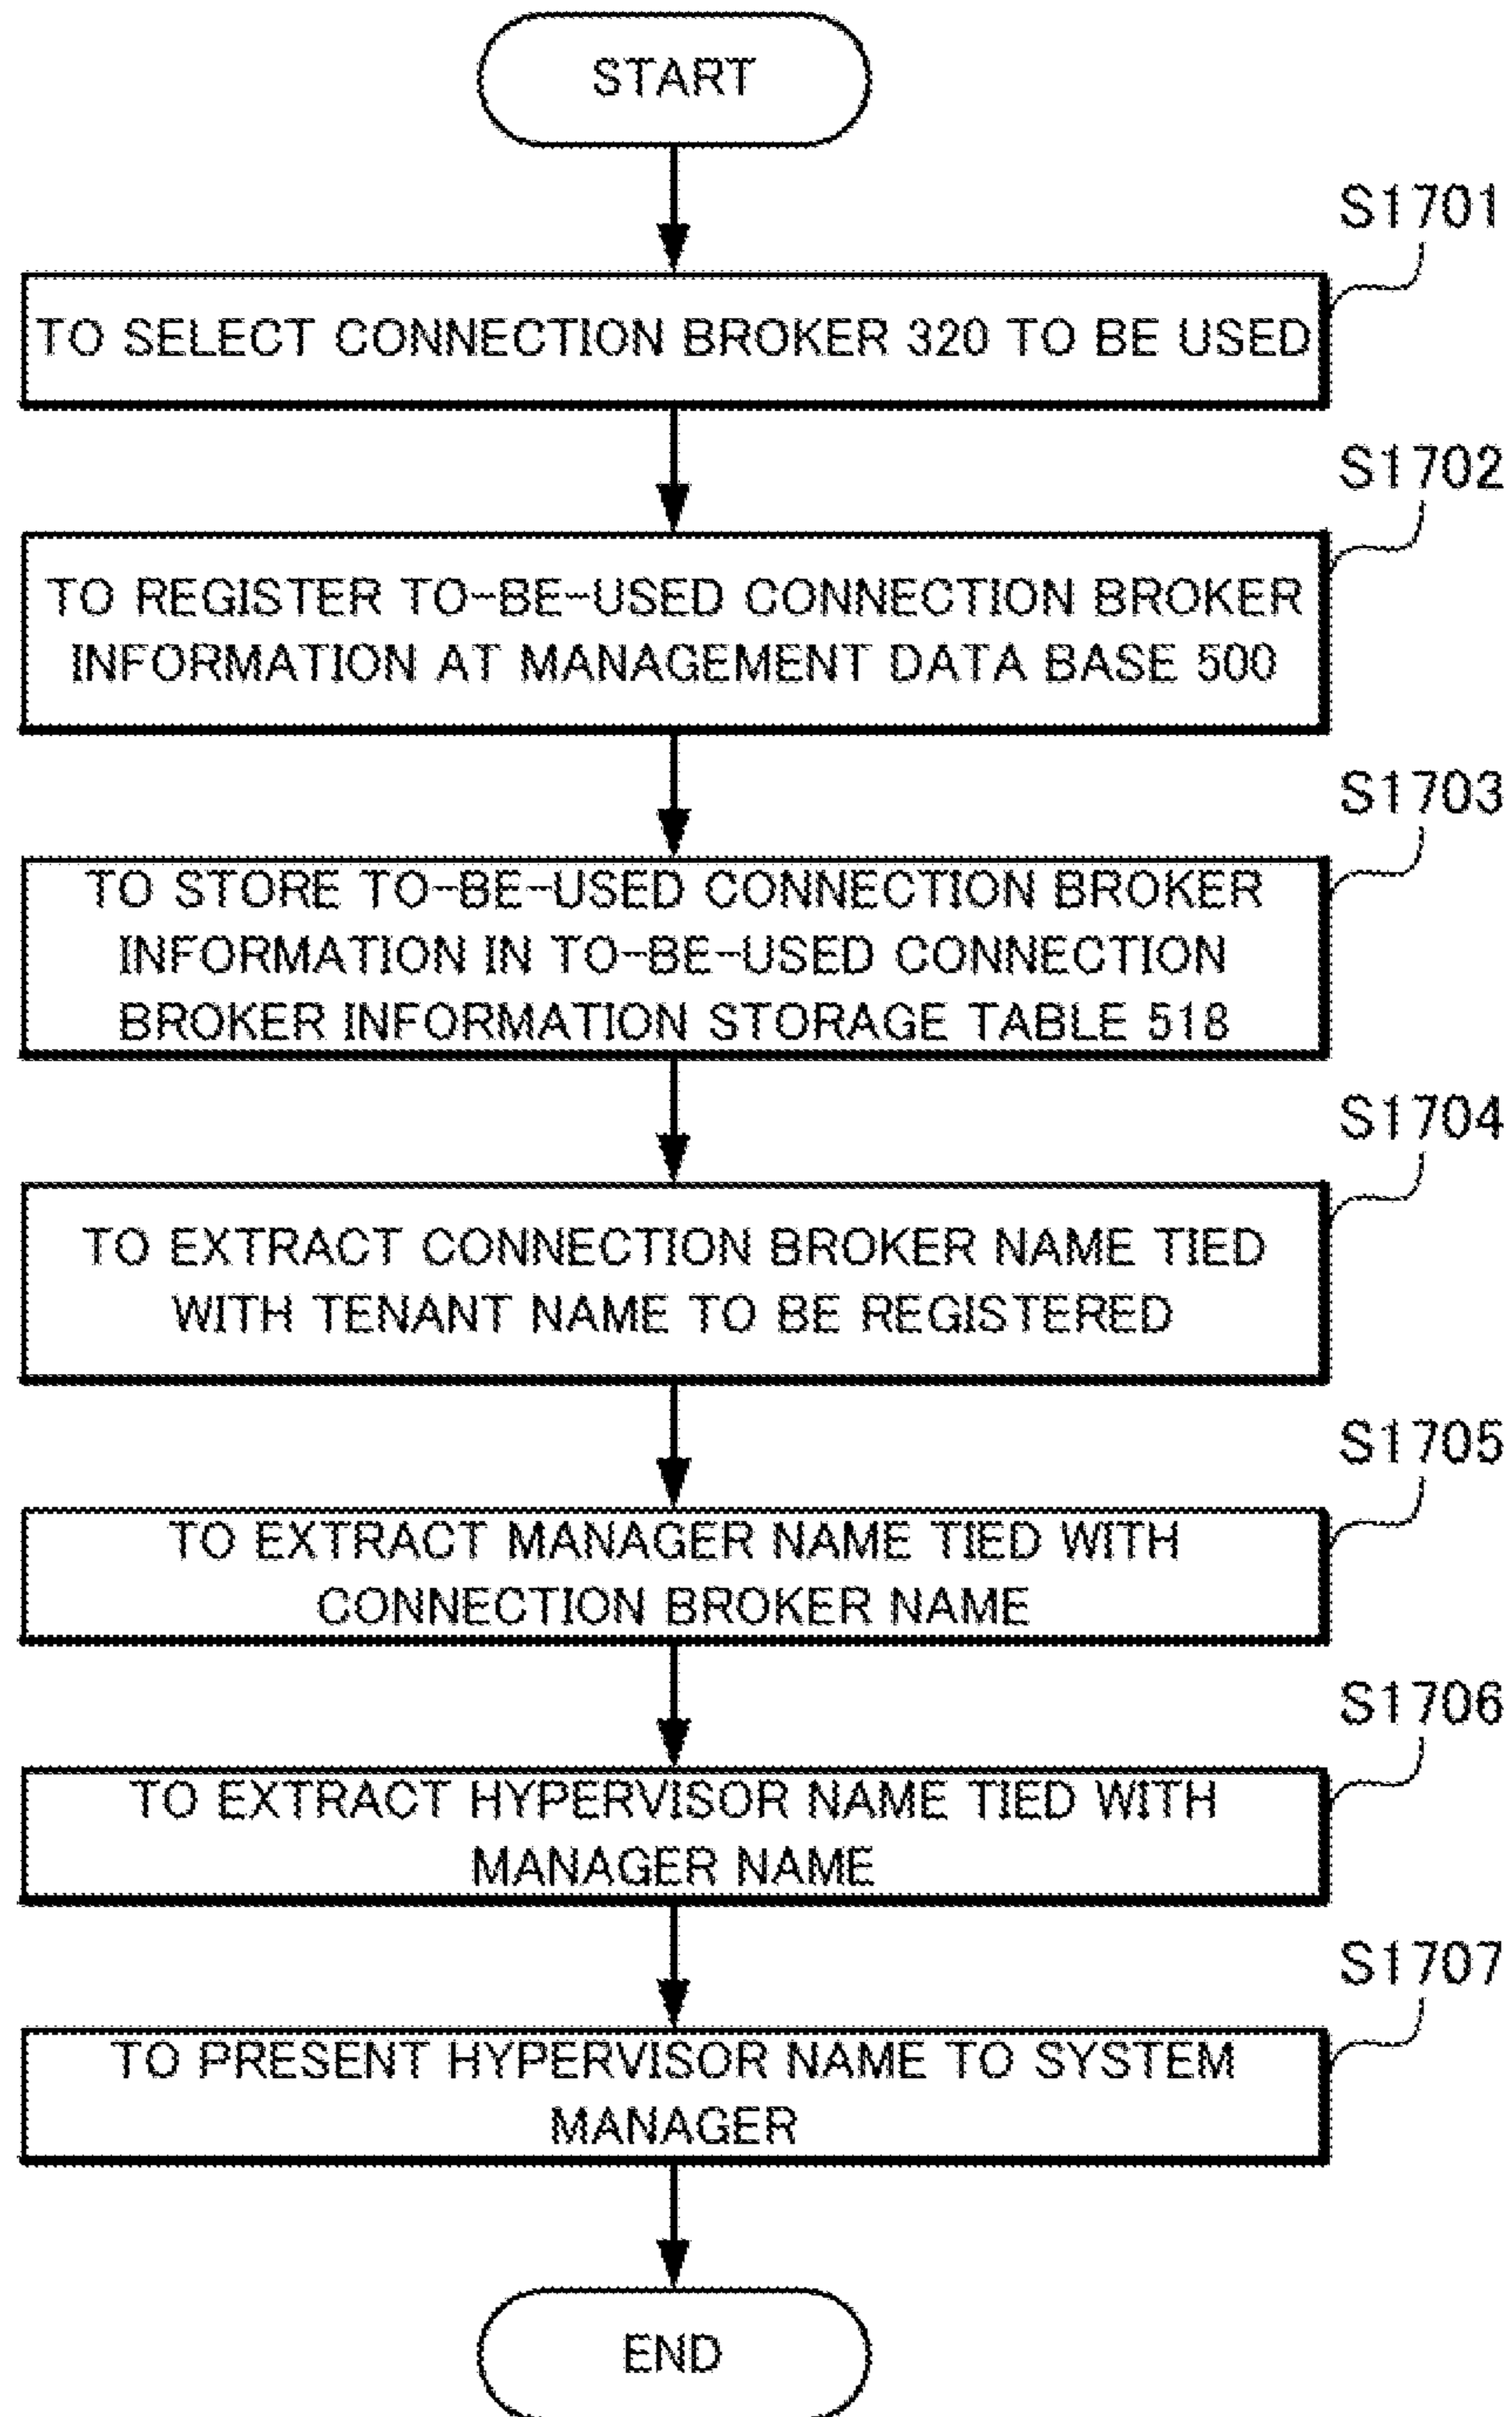 START
S1701
TO SELECT CONNECTION BROKER 320 TO BE USED
S1702
TO REGISTER TO-BE-USED CONNECTION BROKER
INFORMATION AT MANAGEMENT DATA BASE 500
S1703
TO STORE TO-BE-USED CONNECTION BROKER
INFORMATION IN TO-BE-USED CONNECTION
BROKER INFORMATION STORAGE TABLE 518
S1704
TO EXTRACT CONNECTION BROKER NAME TIED
WITH TENANT NAME TO BE REGISTERED
S1705
TO EXTRACT MANAGER NAME TIED WITH
CONNECTION BROKER NAME
S1706
TO EXTRACT HYPERVISOR NAME TIED WITH
MANAGER NAME
S1707
TO PRESENT HYPERVISOR NAME TO SYSTEM
MANAGER
END